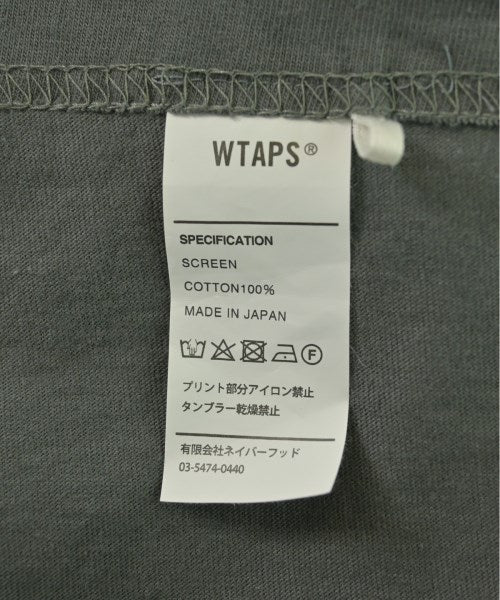 WTAPS®
SPECIFICATION
SCREEN
COTTON100%
MADE IN JAPAN
F
プリント部分アイロン禁止
タンブラー乾燥禁止
有限会社ネイバーフッド
03-5474-0440